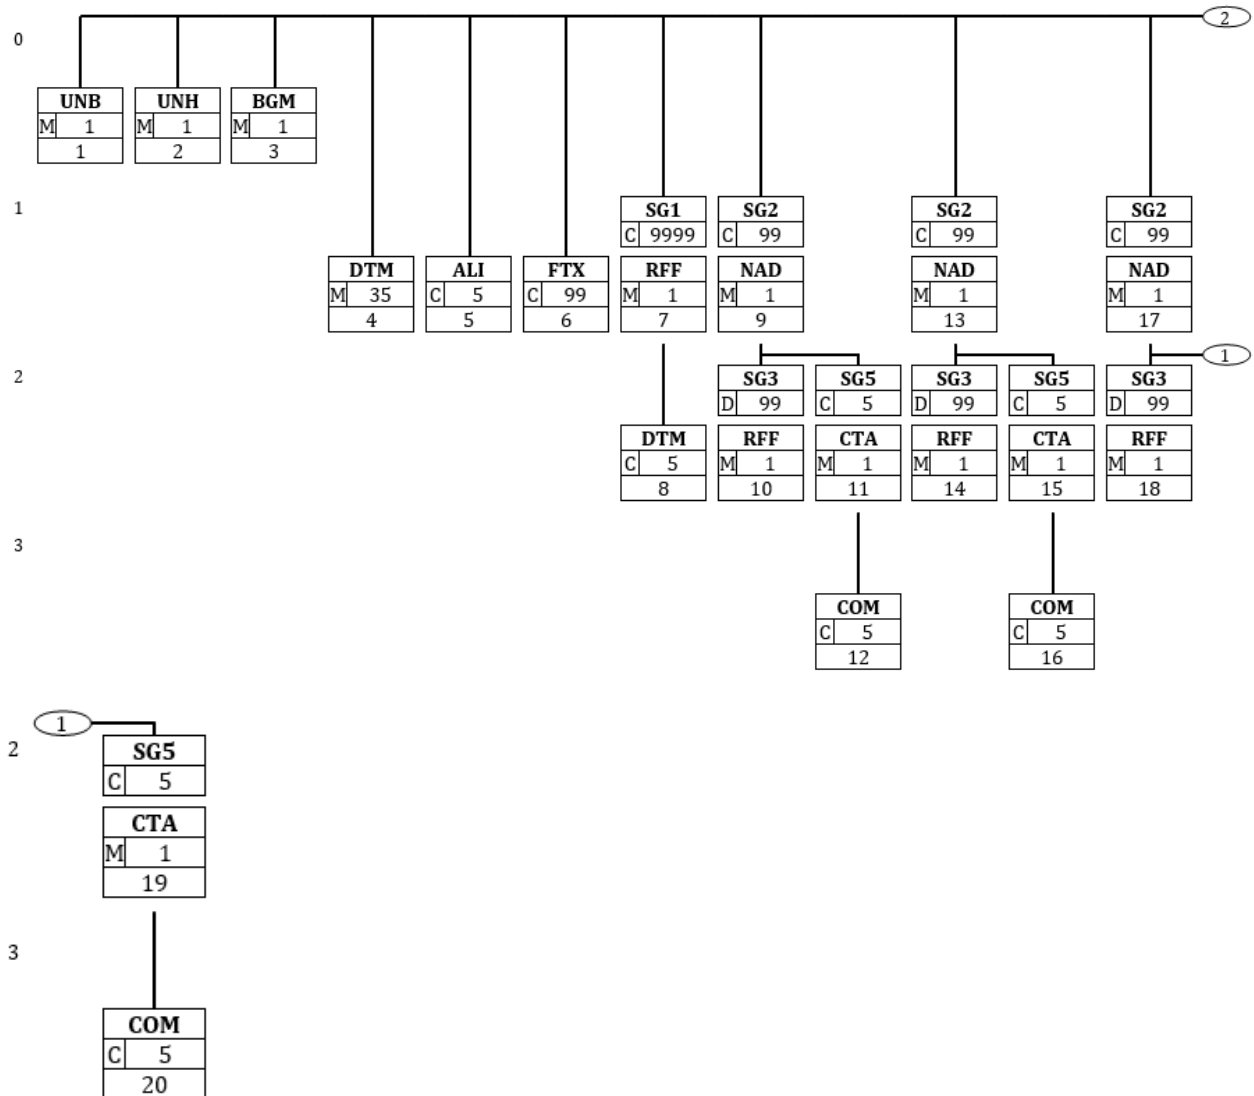 2
0
UNB UNH BGM
M 1 M 1 M 1
1 2 3
1
SG1 SG2 SG2 SG2
C 9999 C 99 C 99 C 99
DTM ALI FTX RFF NAD NAD NAD
M 35 C 5 C 99 M 1 M 1 M 1 M 1
4 5 6 7 9 13 17
1
2
SG3 SG5 SG3 SG5 SG3
D 99 C 5 D 99 C 5 D 99
DTM RFF CTA RFF CTA RFF
C 5 M 1 M 1 M 1 M 1 M 1
8 10 11 14 15 18
3
COM COM
C 5 C 5
12 16
1
2
SG5
C 5
CTA
M 1
19
3
COM
C 5
20